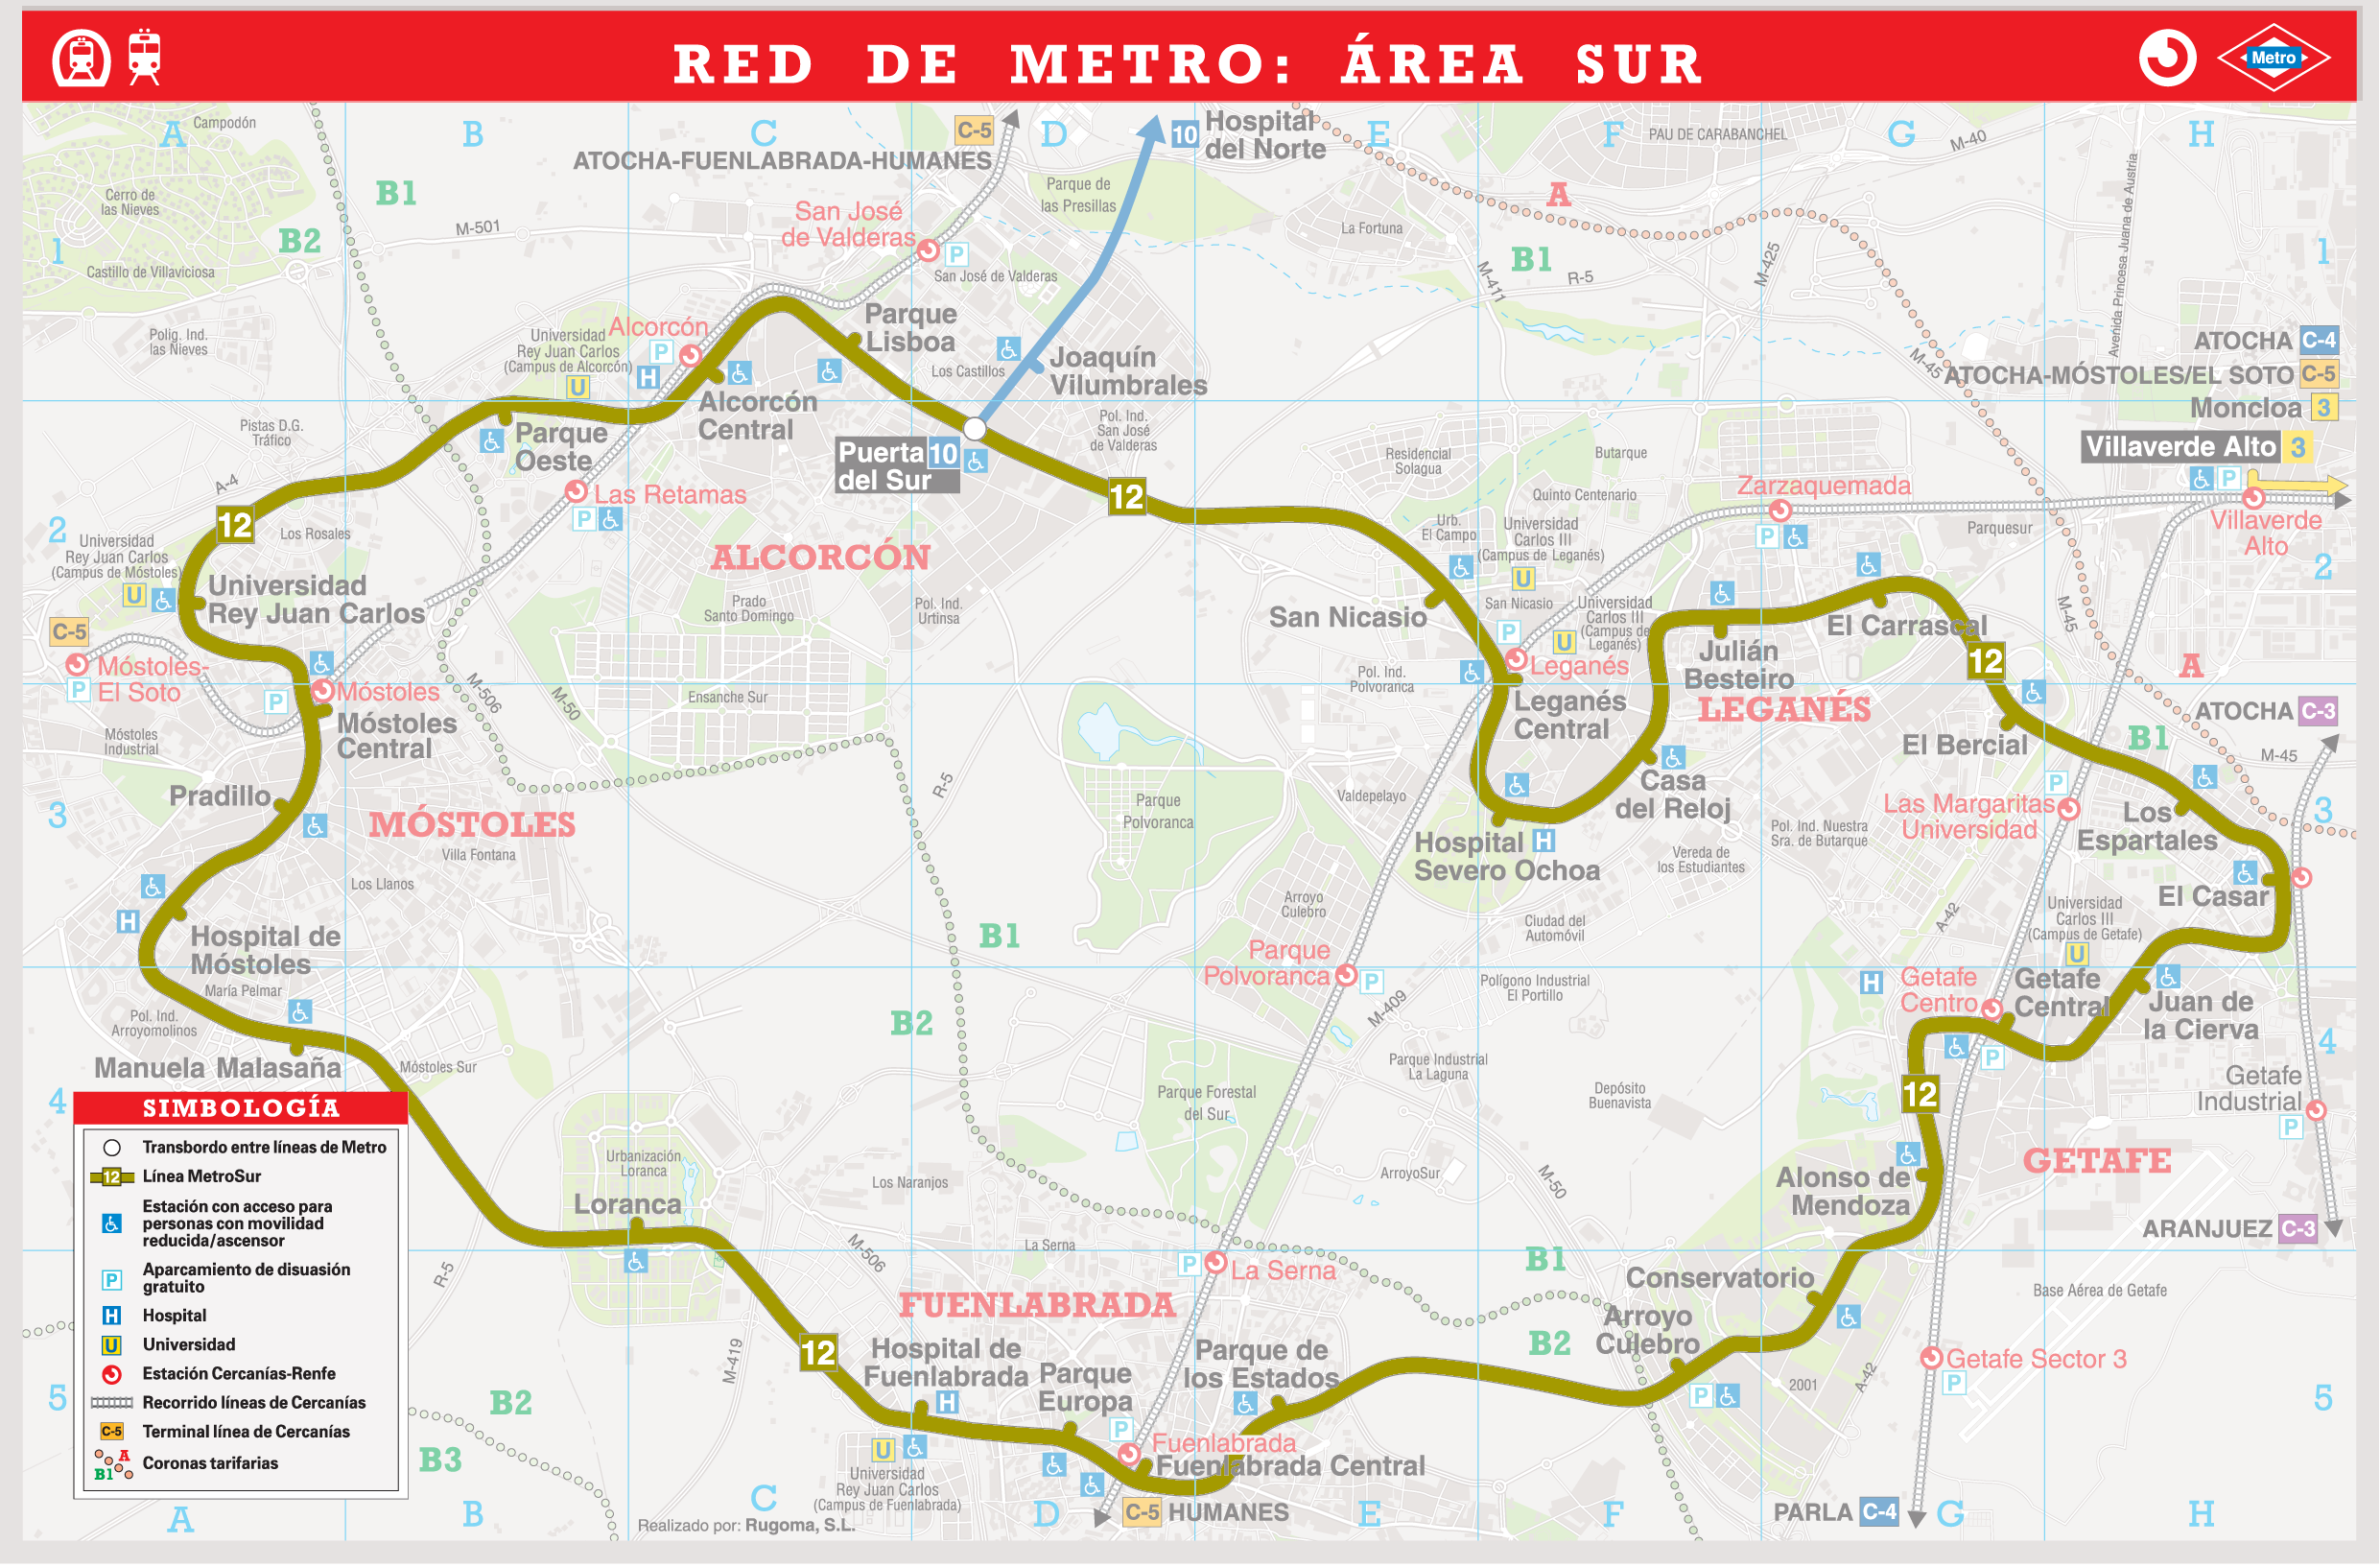 RED DE METRO: ÁREA SUR
Metro
A
B
C
D
E
F
G
H
1
2
3
4
5
1
2
3
4
5
A
B
C
D
E
F
G
H
Campodón
Cerro de
las Nieves
Castillo de Villaviciosa
B1
B2
M-501
Polig. Ind.
las Nieves
ATOCHA-FUENLABRADA-HUMANES
C-5
10
Hospital
del Norte
Parque de
las Presillas
San José
de Valderas
P
San José de Valderas
La Fortuna
PAU DE CARABANCHEL
M-40
A
B1
R-5
M-411
M-425
Avenida Princesa Juana de Austria
M-45
ATOCHA C-4
ATOCHA-MÓSTOLES/EL SOTO C-5
Moncloa 3
Villaverde Alto 3
P
Villaverde
Alto
Universidad
Rey Juan Carlos
(Campus de Alcorcón)
U
Alcorcón
P
H
Alcorcón
Central
Parque
Lisboa
Los Castillos
Joaquín
Vilumbrales
Puerta 10
del Sur
Pol. Ind.
San José
de Valderas
12
Pistas D.G.
Tráfico
A-4
Parque
Oeste
Las Retamas
P
12
Los Rosales
Universidad
Rey Juan Carlos
(Campus de Móstoles)
U
Universidad
Rey Juan Carlos
C-5
Móstoles-
El Soto
P
Móstoles
P
Móstoles
Central
Móstoles
Industrial
Pradillo
MÓSTOLES
Villa Fontana
Los Llanos
M-506
M-50
ALCORCÓN
Prado
Santo Domingo
Pol. Ind.
Urtinsa
Ensanche Sur
R-5
Parque
Polvoranca
Residencial
Solagua
Butarque
Quinto Centenario
Urb.
El Campo
Universidad
Carlos III
(Campus de Leganés)
U
San Nicasio
San Nicasio
Universidad
Carlos III
(Campus de
Leganés)
P
U
Leganés
Pol. Ind.
Polvoranca
Leganés
Central
Zarzaquemada
P
Parquesur
Julián
Besteiro
El Carrascal
12
LEGANÉS
M-45
A
ATOCHA C-3
B1
M-45
El Bercial
Casa
del Reloj
Hospital H
Severo Ochoa
Valdepelayo
Pol. Ind. Nuestra
Sra. de Butarque
Vereda de
los Estudiantes
P
Las Margaritas
Universidad
Los
Espartales
El Casar
Universidad
Carlos III
(Campus de Getafe)
U
A-42
H
Hospital de
Móstoles
María Pelmar
Pol. Ind.
Arroyomolinos
Manuela Malasaña
Móstoles Sur
B1
B2
Arroyo
Culebro
Parque
Polvoranca
P
M-409
Ciudad del
Automóvil
Polígono Industrial
El Portillo
H
Getafe
Centro
P
Getafe
Central
Juan de
la Cierva
Parque Industrial
La Laguna
Depósito
Buenavista
Parque Forestal
del Sur
ArroyoSur
M-50
12
Getafe
Industrial
P
GETAFE
Alonso de
Mendoza
ARANJUEZ C-3
Base Aérea de Getafe
Urbanización
Loranca
Loranca
Los Naranjos
La Serna
M-506
P
La Serna
FUENLABRADA
R-5
M-419
12
Hospital de
Fuenlabrada
H
U
Universidad
Rey Juan Carlos
(Campus de Fuenlabrada)
Parque
Europa
P
Fuenlabrada
Fuenlabrada Central
C-5 HUMANES
Parque de
los Estados
B1
B2
Conservatorio
Arroyo
Culebro
P
2001
A-42
Getafe Sector 3
P
PARLA C-4
B2
B3
SIMBOLOGÍA
Transbordo entre líneas de Metro
12 Línea MetroSur
Estación con acceso para
personas con movilidad
reducida/ascensor
P Aparcamiento de disuasión
gratuito
H Hospital
U Universidad
Estación Cercanías-Renfe
Recorrido líneas de Cercanías
C-5 Terminal línea de Cercanías
A B1 Coronas tarifarias
Realizado por: Rugoma, S.L.